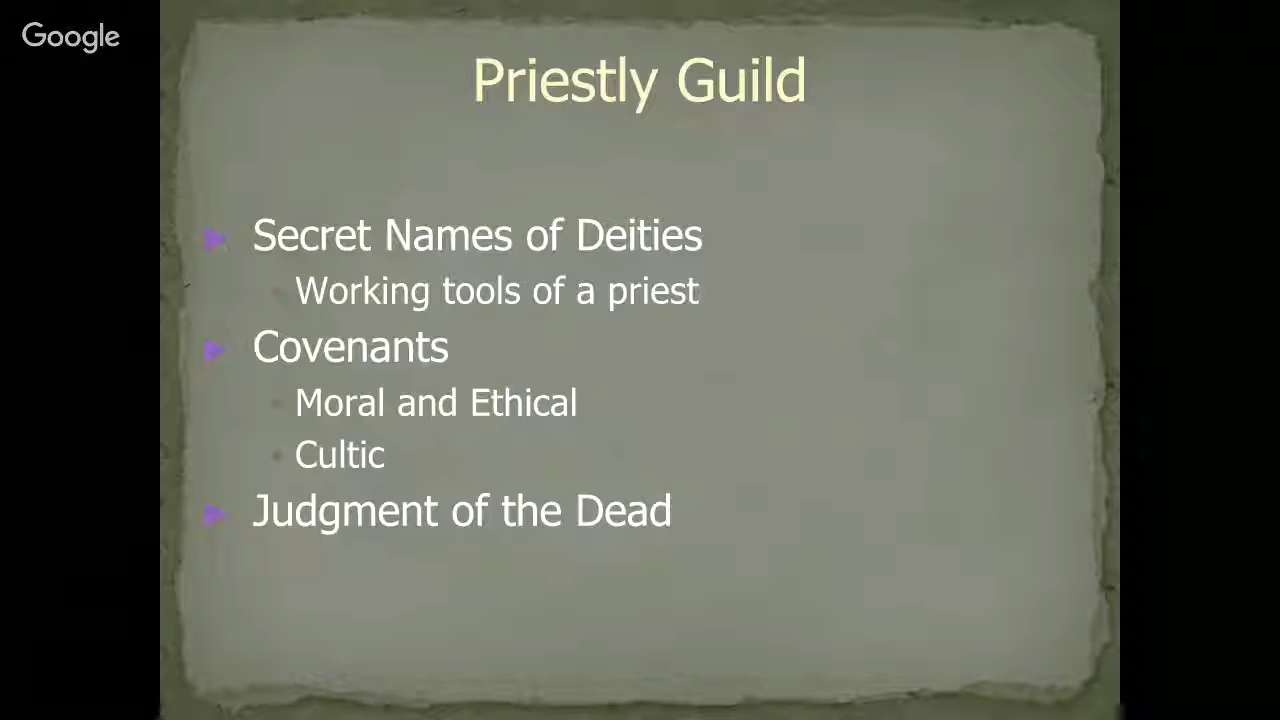 Google
Priestly Guild
Secret Names of Deities
Working tools of a priest
Covenants
Moral and Ethical
Cultic
Judgment of the Dead